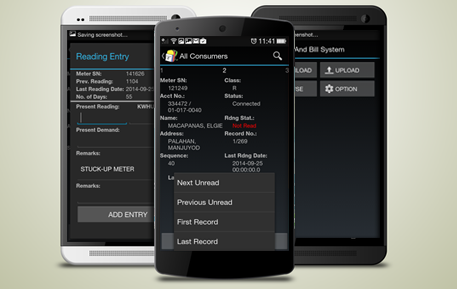 Saving screenshot...
Reading Entry
Meter SN: 141626
Prev. Reading: 1104
Last Reading Date: 2014-09-25
No. of Days: 55
Present Reading: KWHU
Present Demand:
Remarks:
STUCK-UP METER
Remarks:
ADD ENTRY
11:41
All Consumers
1 2 3
Meter SN: Class:
121249 R
Acct No.: Status:
334472 / Connected
01-017-0040
Name: Rdng Stat.:
MACAPANAS, ELGIE Not Read
Address: Record No.:
PALAHAN, 1/269
MANJUYOD
Sequence: Last Rdng Date:
40 2014-09-25
00:00:00.0
La
Next Unread
Previous Unread
First Record
Last Record
screenshot...
And Bill System
LOAD UPLOAD
SE OPTION